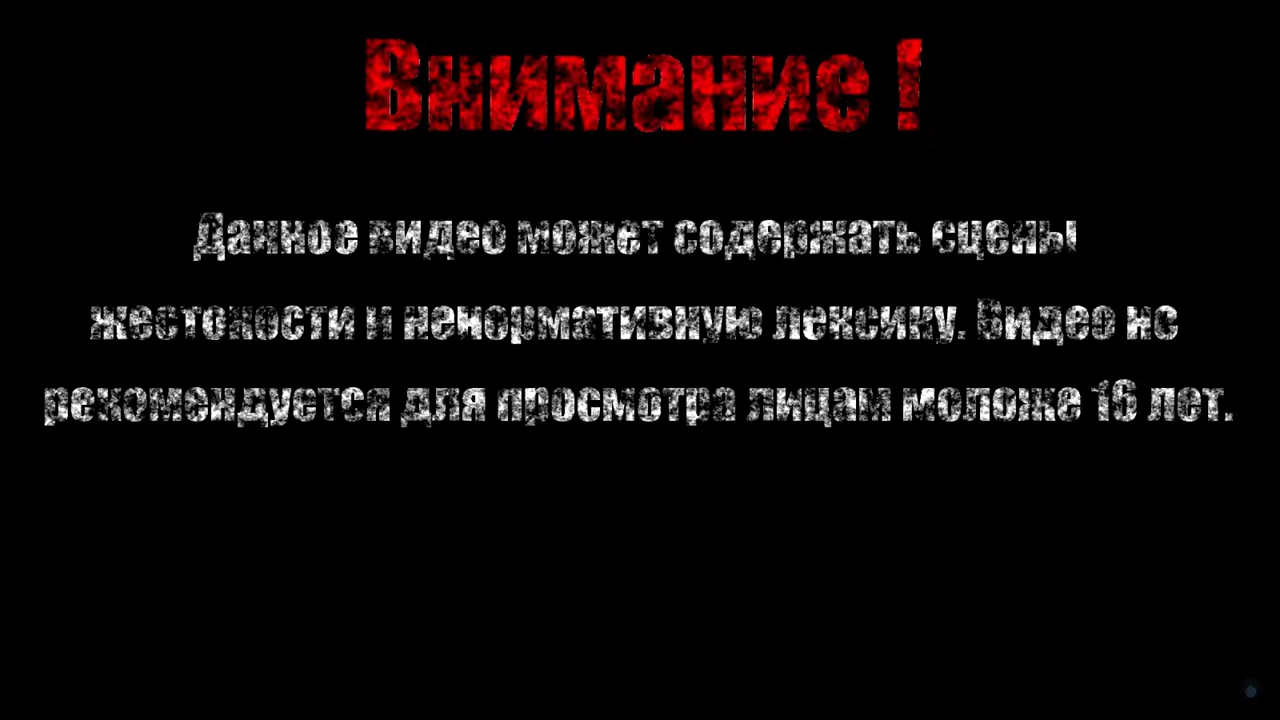 Внимание !
Данное видео может содержать сцены
жестокости и ненормативную лексику. Видео не
рекомендуется для просмотра лицам моложе 16 лет.